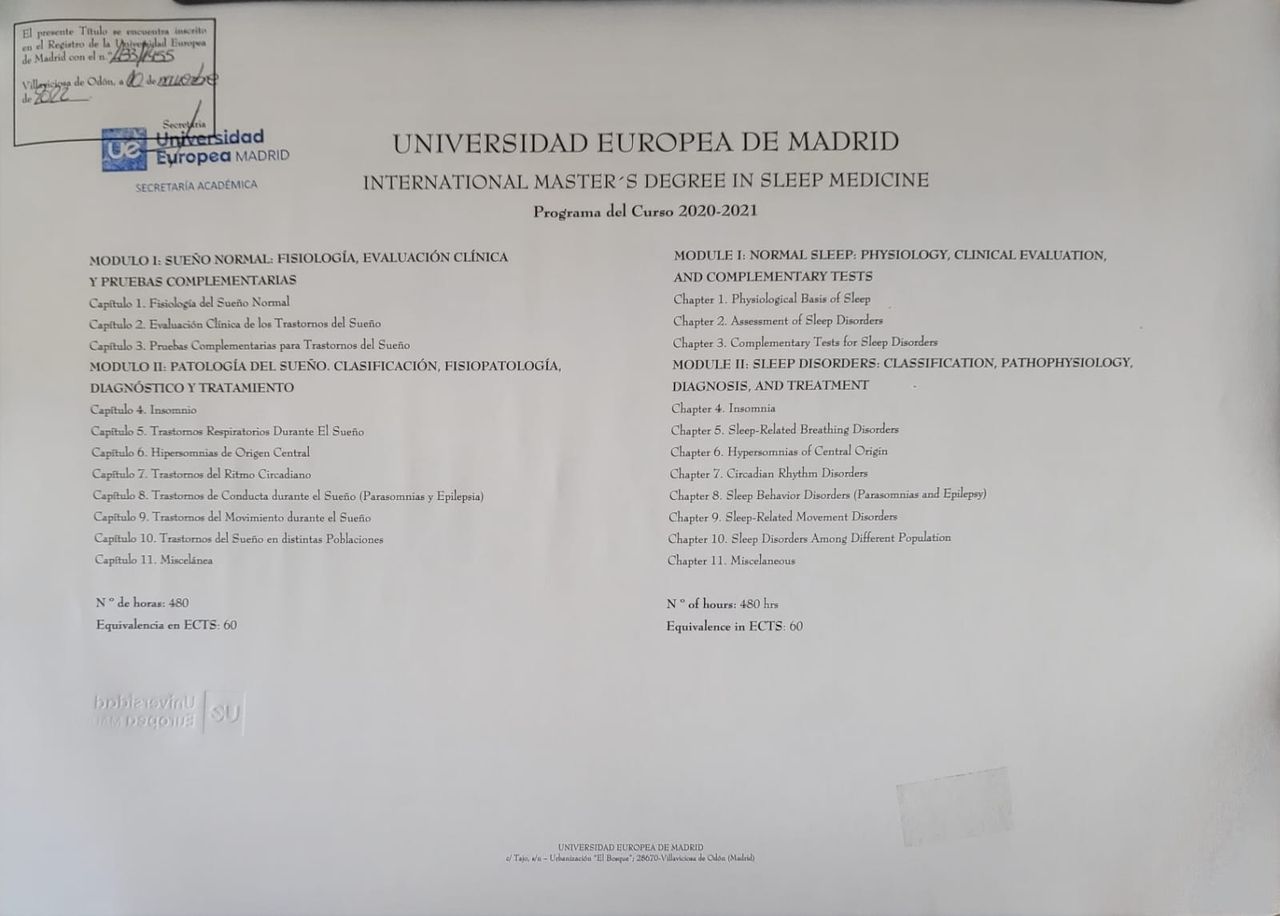 El presente Título se encuentra inscrito
en el Registro de la Universidad Europea
de Madrid con el n.º
Villaviciosa de Odón, a 10 de
de 2022
Secretaria
ue Universidad
Europea MADRID
SECRETARÍA ACADÉMICA
UNIVERSIDAD EUROPEA DE MADRID
INTERNATIONAL MASTER´S DEGREE IN SLEEP MEDICINE
Programa del Curso 2020-2021
MODULO I: SUEÑO NORMAL: FISIOLOGÍA, EVALUACIÓN CLÍNICA
Y PRUEBAS COMPLEMENTARIAS
Capítulo 1. Fisiología del Sueño Normal
Capítulo 2. Evaluación Clínica de los Trastornos del Sueño
Capítulo 3. Pruebas Complementarias para Trastornos del Sueño
MODULO II: PATOLOGÍA DEL SUEÑO. CLASIFICACIÓN, FISIOPATOLOGÍA,
DIAGNÓSTICO Y TRATAMIENTO
Capítulo 4. Insomnio
Capítulo 5. Trastornos Respiratorios Durante El Sueño
Capítulo 6. Hipersomnias de Origen Central
Capítulo 7. Trastornos del Ritmo Circadiano
Capítulo 8. Trastornos de Conducta durante el Sueño (Parasomnias y Epilepsia)
Capítulo 9. Trastornos del Movimiento durante el Sueño
Capítulo 10. Trastornos del Sueño en distintas Poblaciones
Capítulo 11. Miscelánea
N º de horas: 480
Equivalencia en ECTS: 60
MODULE I: NORMAL SLEEP: PHYSIOLOGY, CLINICAL EVALUATION,
AND COMPLEMENTARY TESTS
Chapter 1. Physiological Basis of Sleep
Chapter 2. Assessment of Sleep Disorders
Chapter 3. Complementary Tests for Sleep Disorders
MODULE II: SLEEP DISORDERS: CLASSIFICATION, PATHOPHYSIOLOGY,
DIAGNOSIS, AND TREATMENT
Chapter 4. Insomnia
Chapter 5. Sleep-Related Breathing Disorders
Chapter 6. Hypersomnies of Central Origin
Chapter 7. Circadian Rhythm Disorders
Chapter 8. Sleep Behavior Disorders (Parasomnies and Epilepsy)
Chapter 9. Sleep-Related Movement Disorders
Chapter 10. Sleep Disorders Among Different Population
Chapter 11. Miscelaneous
N º of hours: 480 hrs
Equivalence in ECTS: 60
ue Universidad
Europea
UNIVERSIDAD EUROPEA DE MADRID
c/ Tajo, s/n – Urbanización "El Bosque"; 28670-Villaviciosa de Odón (Madrid)